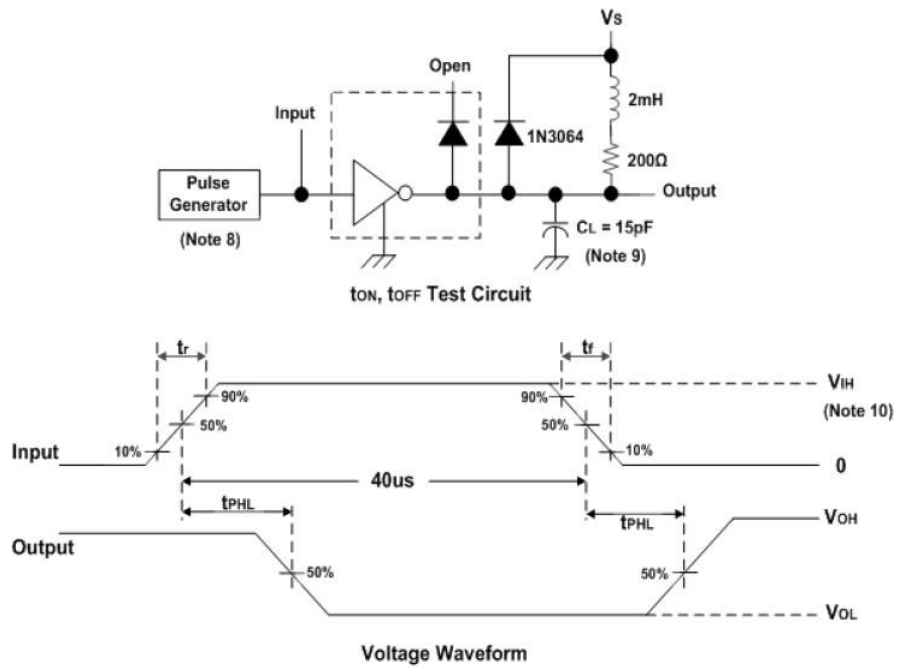 Vs
Open
Input
2mH
1N3064
200Ω
Pulse
Generator
Output
(Note 8)
CL = 15pF
(Note 9)
tON, tOFF Test Circuit
tr
tf
90%
90%
VIH
50%
50%
(Note 10)
10%
10%
Input
0
40us
tPHL
tPHL
VOH
Output
50%
50%
VOL
Voltage Waveform